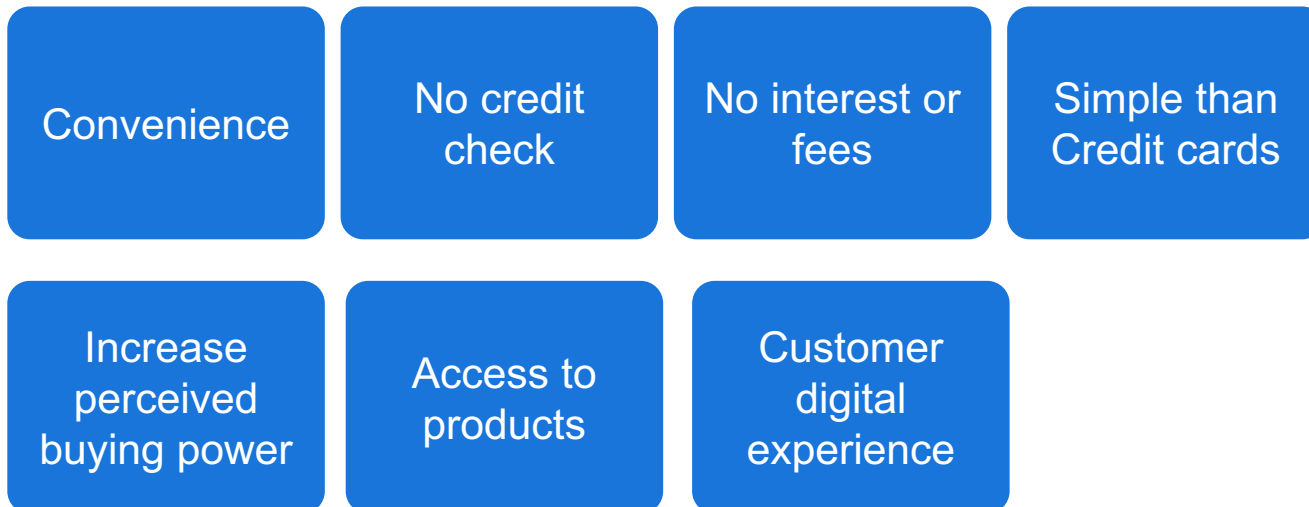 Convenience
No credit
check
No interest or
fees
Simple than
Credit cards
Increase
perceived
buying power
Access to
products
Customer
digital
experience